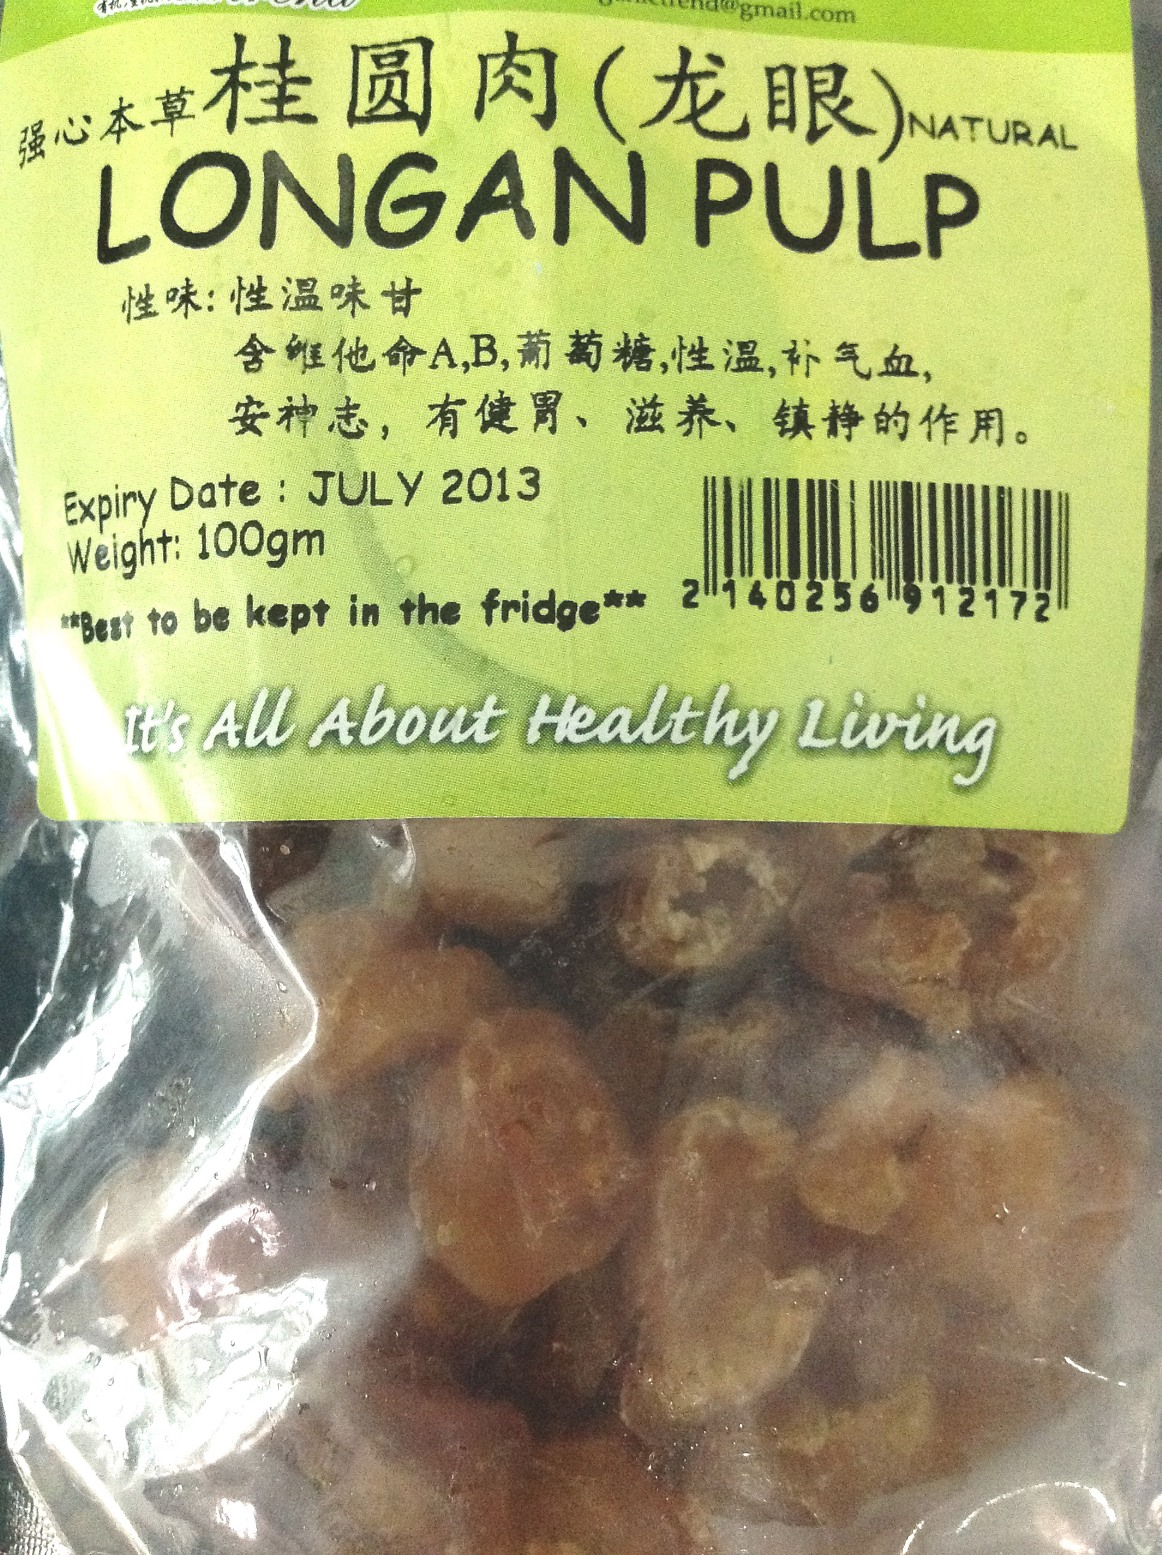 强心本草 桂圆肉(龙眼) NATURAL
LONGAN PULP
性味: 性温味甘
含维他命A,B,葡萄糖,性温,补气血,
安神志，有健胃、滋养、镇静的作用。
Expiry Date : JULY 2013
Weight: 100gm
2 140256 912172
**Best to be kept in the fridge**
It's All About Healthy Living